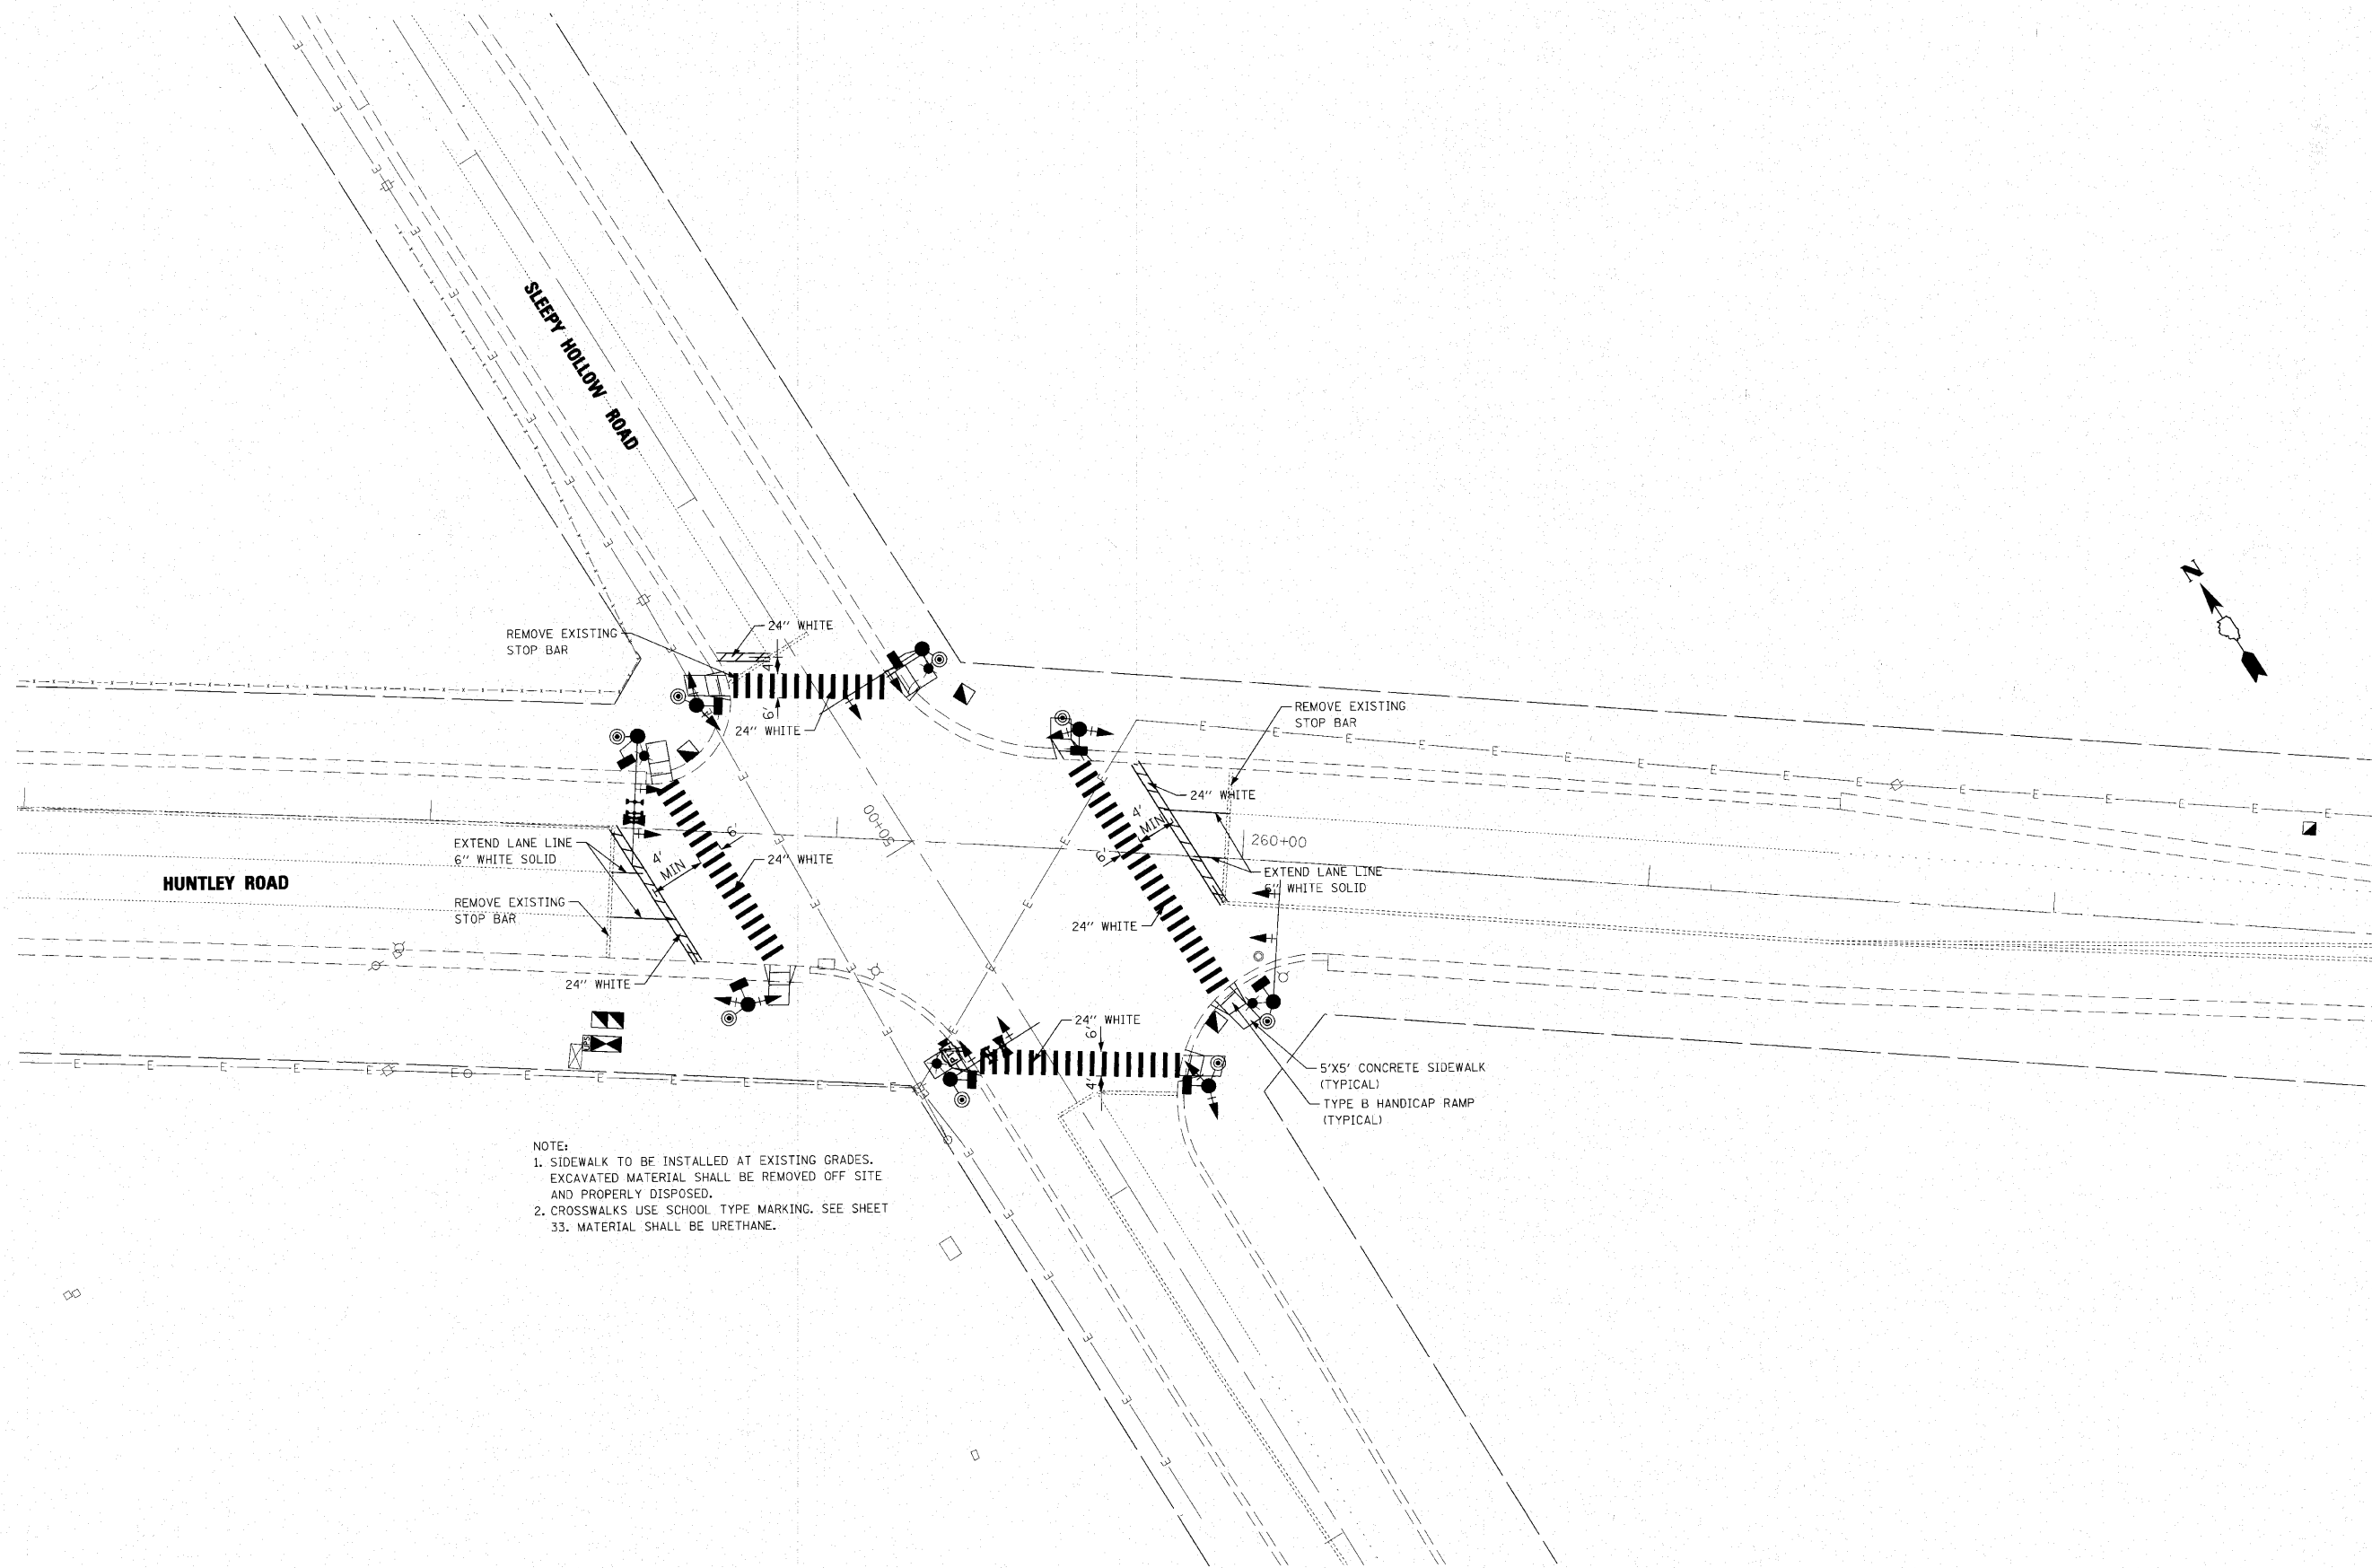 SLEEPY HOLLOW ROAD
N
REMOVE EXISTING
STOP BAR
24" WHITE
4'
6'
24" WHITE
REMOVE EXISTING
STOP BAR
24" WHITE
4'
MIN
6'
50+00
260+00
EXTEND LANE LINE
6" WHITE SOLID
4'
MIN
6'
24" WHITE
HUNTLEY ROAD
EXTEND LANE LINE
6" WHITE SOLID
REMOVE EXISTING
STOP BAR
24" WHITE
24" WHITE
24" WHITE
6'
4'
5'X5' CONCRETE SIDEWALK
(TYPICAL)
TYPE B HANDICAP RAMP
(TYPICAL)
NOTE:
1. SIDEWALK TO BE INSTALLED AT EXISTING GRADES.
EXCAVATED MATERIAL SHALL BE REMOVED OFF SITE
AND PROPERLY DISPOSED.
2. CROSSWALKS USE SCHOOL TYPE MARKING. SEE SHEET
33. MATERIAL SHALL BE URETHANE.